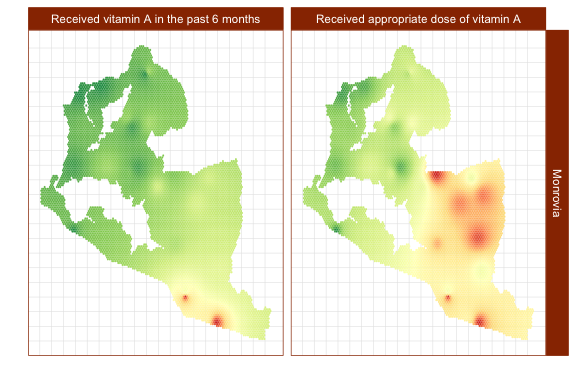 Received vitamin A in the past 6 months
Received appropriate dose of vitamin A
Monrovia